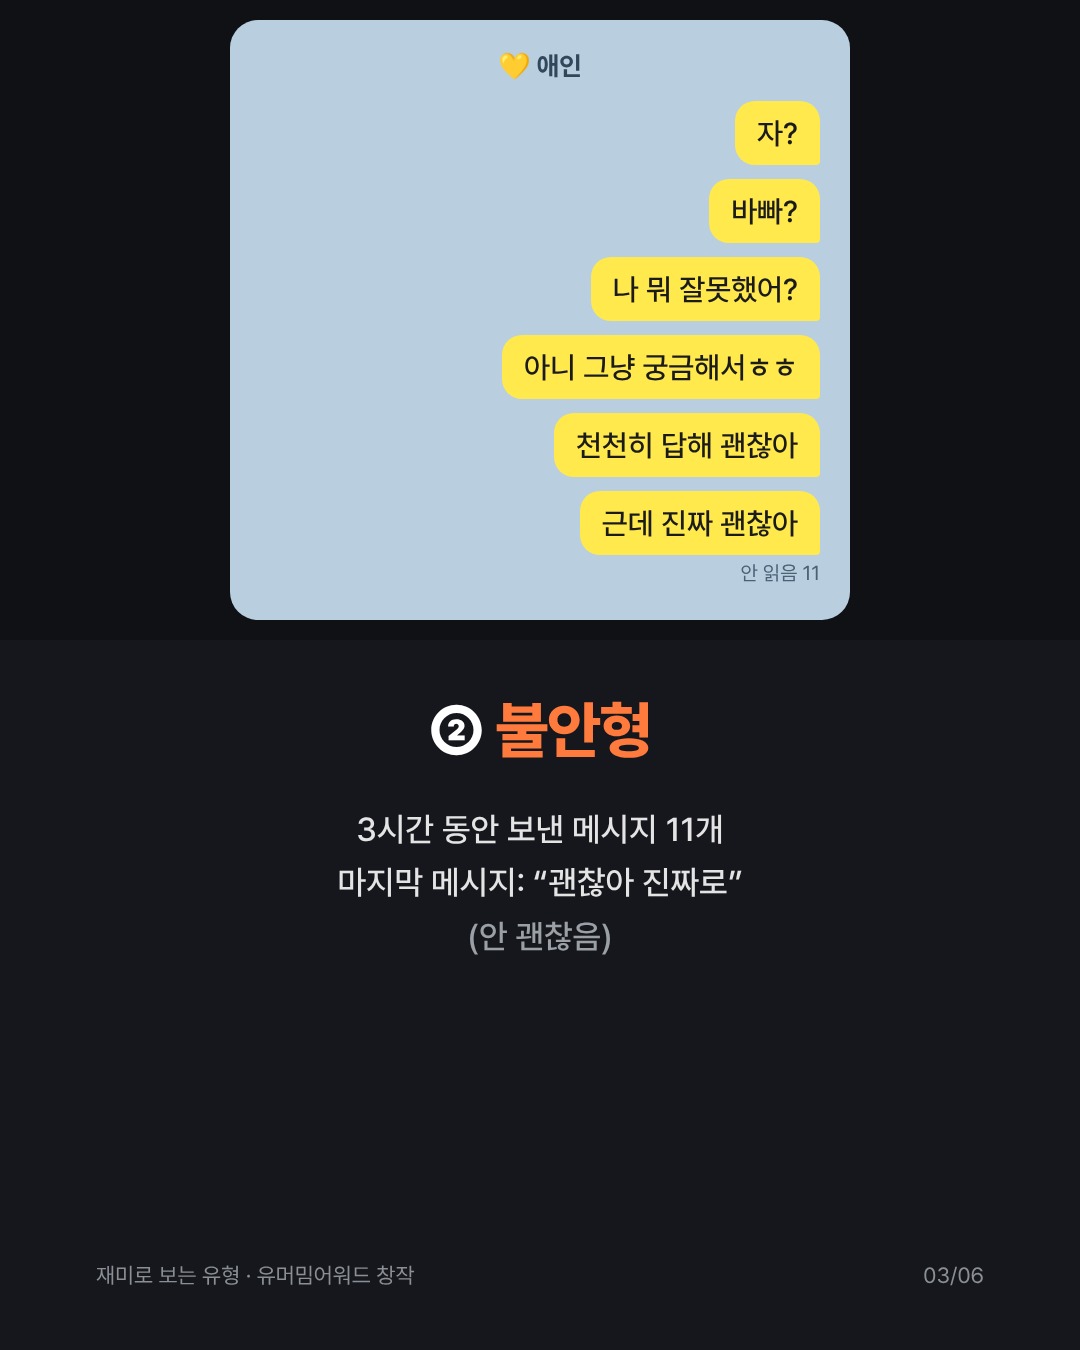 💛 애인
자?
바빠?
나 뭐 잘못했어?
아니 그냥 궁금해서ㅎㅎ
천천히 답해 괜찮아
근데 진짜 괜찮아
안 읽음 11
❷ 불안형
3시간 동안 보낸 메시지 11개
마지막 메시지: “괜찮아 진짜로”
(안 괜찮음)
재미로 보는 유형 · 유머밈어워드 창작
03/06